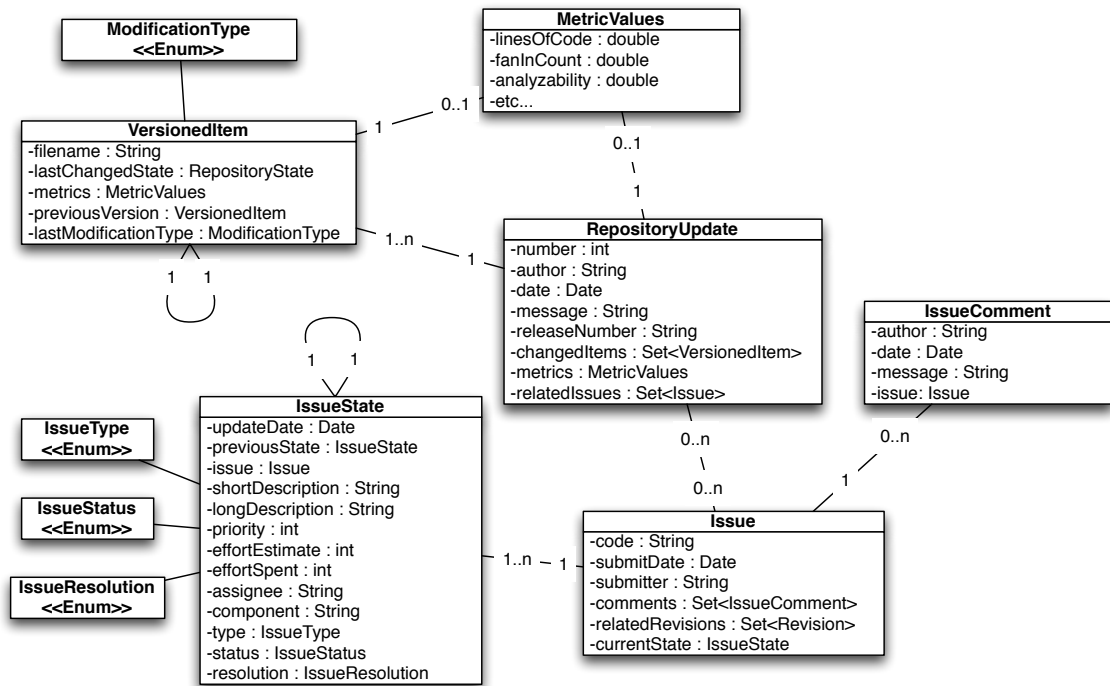 ModificationType
<<Enum>>
MetricValues
-linesOfCode : double
-fanInCount : double
-analyzability : double
-etc...
1
0..1
VersionedItem
-filename : String
-lastChangedState : RepositoryState
-metrics : MetricValues
-previousVersion : VersionedItem
-lastModificationType : ModificationType
0..1
1
1..n
1
1
1
RepositoryUpdate
-number : int
-author : String
-date : Date
-message : String
-releaseNumber : String
-changedItems : Set<VersionedItem>
-metrics : MetricValues
-relatedIssues : Set<Issue>
IssueComment
-author : String
-date : Date
-message : String
-issue: Issue
1
1
IssueState
-updateDate : Date
-previousState : IssueState
-issue : Issue
-shortDescription : String
-longDescription : String
-priority : int
-effortEstimate : int
-effortSpent : int
-assignee : String
-component : String
-type : IssueType
-status : IssueStatus
-resolution : IssueResolution
IssueType
<<Enum>>
IssueStatus
<<Enum>>
IssueResolution
<<Enum>>
0..n
0..n
0..n
1
1..n
1
Issue
-code : String
-submitDate : Date
-submitter : String
-comments : Set<IssueComment>
-relatedRevisions : Set<Revision>
-currentState : IssueState